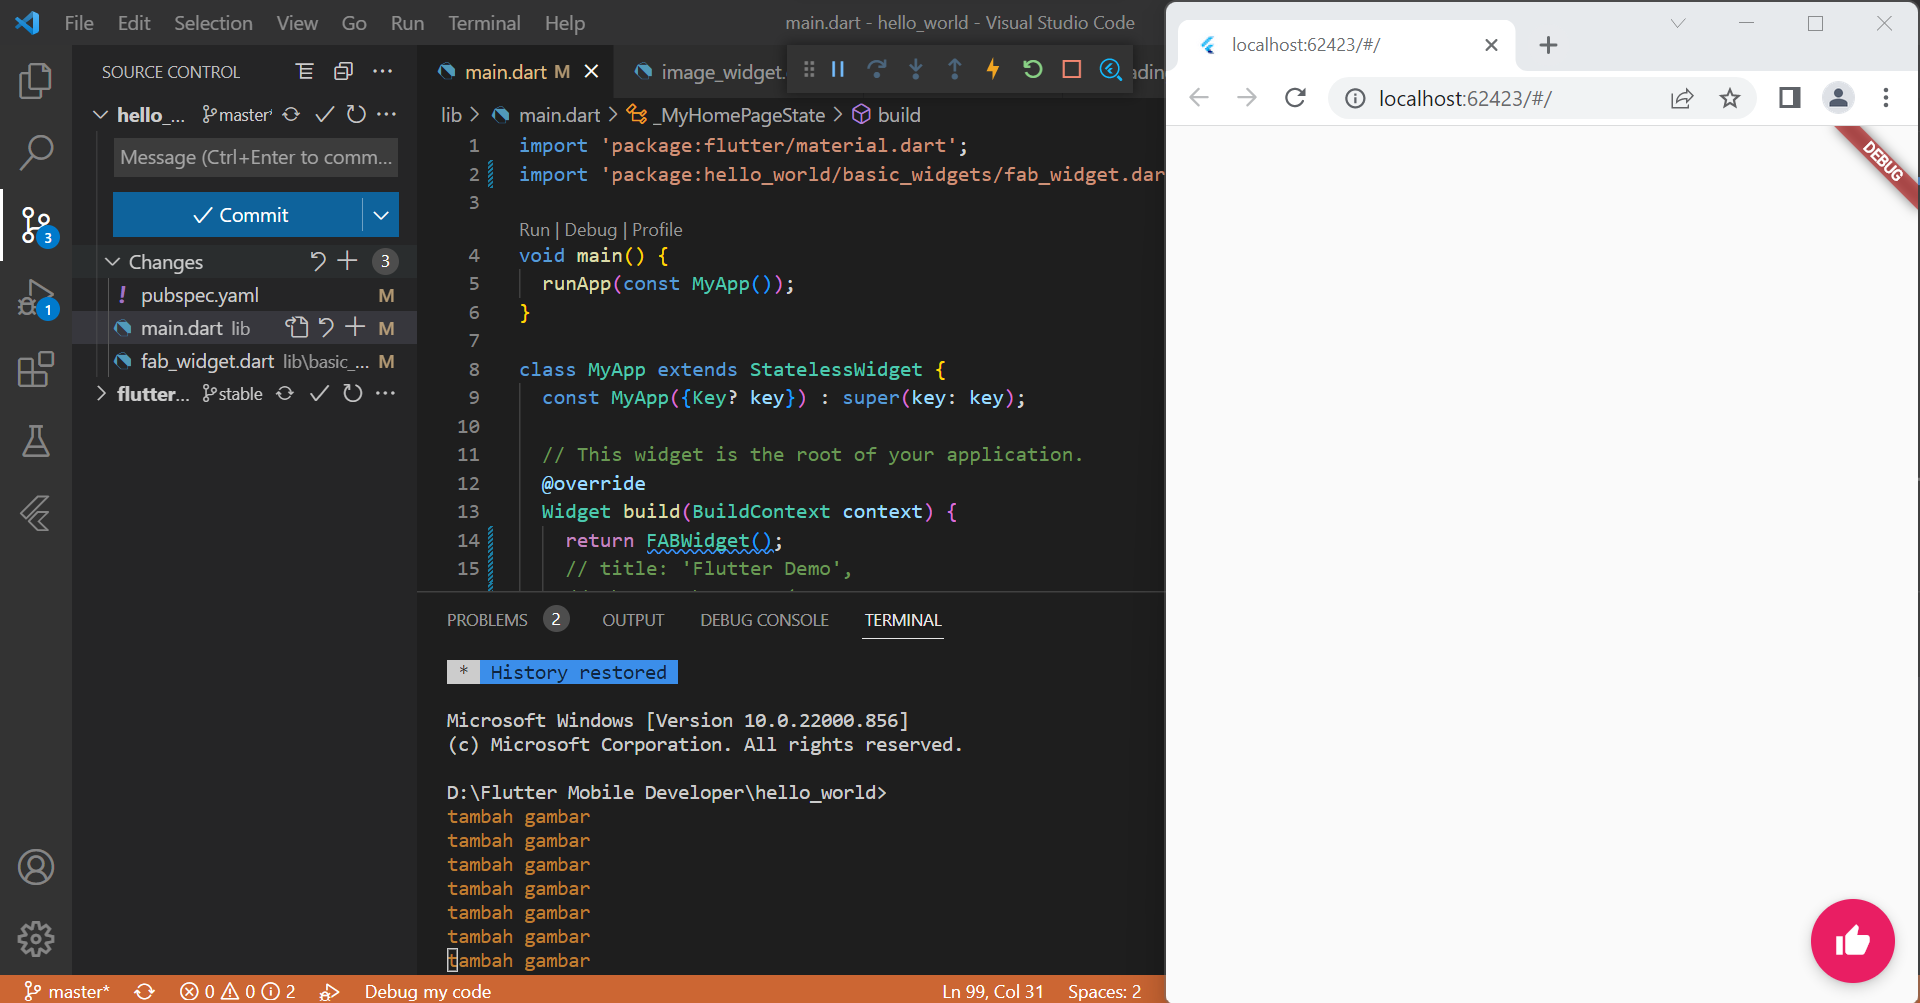 File Edit Selection View Go Run Terminal Help
main.dart - hello_world - Visual Studio Code
SOURCE CONTROL
hello_... master*
Message (Ctrl+Enter to comm...
Commit
3
Changes 3
1
! pubspec.yaml M
main.dart lib M
fab_widget.dart lib\basic_... M
flutter... stable
main.dart M
image_widget.
lib > main.dart > _MyHomePageState > build
1 import 'package:flutter/material.dart';
2 import 'package:hello_world/basic_widgets/fab_widget.dar
3
Run | Debug | Profile
4 void main() {
5 runApp(const MyApp());
6 }
7
8 class MyApp extends StatelessWidget {
9 const MyApp({Key? key}) : super(key: key);
10
11 // This widget is the root of your application.
12 @override
13 Widget build(BuildContext context) {
14 return FABWidget();
15 // title: 'Flutter Demo',
PROBLEMS 2 OUTPUT DEBUG CONSOLE TERMINAL
* History restored
Microsoft Windows [Version 10.0.22000.856]
(c) Microsoft Corporation. All rights reserved.
D:\Flutter Mobile Developer\hello_world>
tambah gambar
tambah gambar
tambah gambar
tambah gambar
tambah gambar
tambah gambar
tambah gambar
master* 0 0 2 Debug my code Ln 99, Col 31 Spaces: 2
localhost:62423/#/
localhost:62423/#/
DEBUG